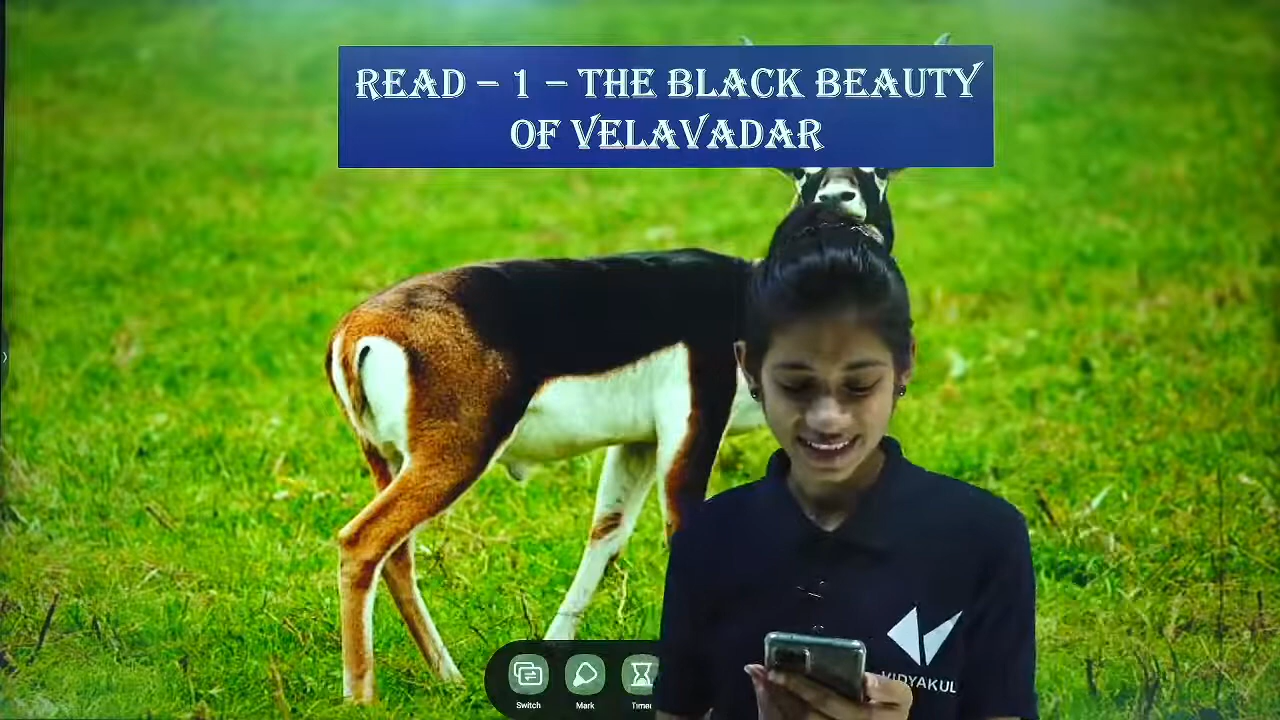 READ – 1 – THE BLACK BEAUTY
OF VELAVADAR
Switch
Mark
Timer
VIDYAKUL